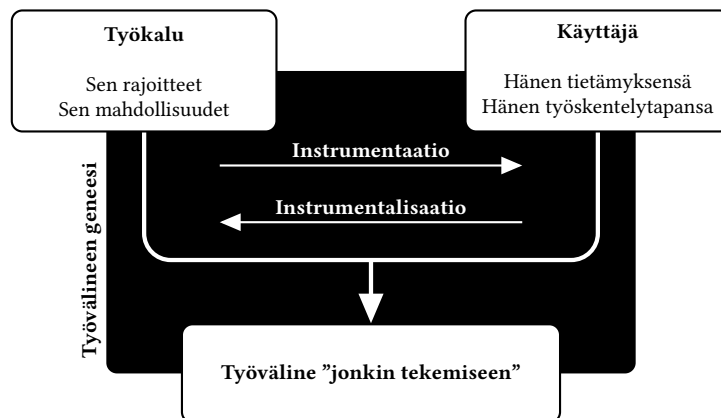 Työkalu
Sen rajoitteet
Sen mahdollisuudet
Käyttäjä
Hänen tietämyksensä
Hänen työskentelytapansa
Instrumentaatio
Instrumentalisaatio
Työvälineen geneesi
Työväline ”jonkin tekemiseen”